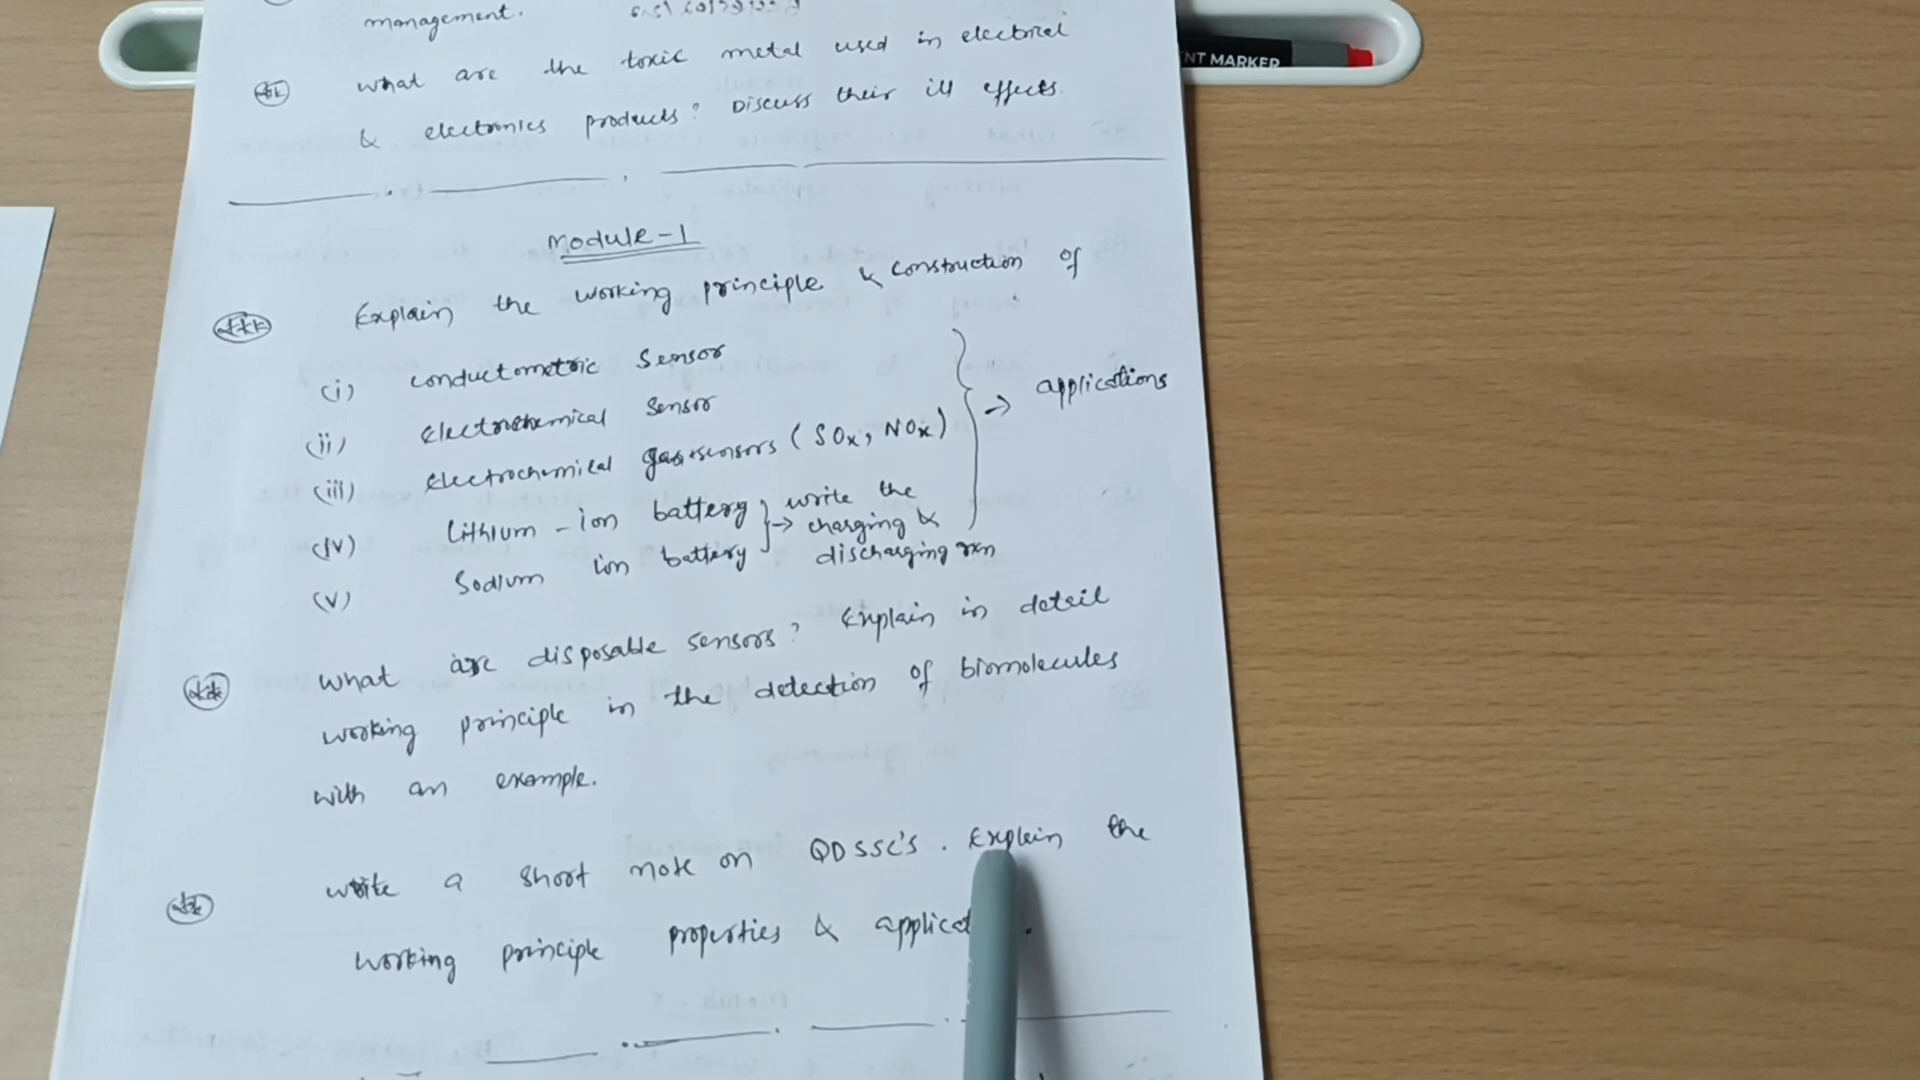 management.
NT MARKER
** what are the toxic metal used in electrical
& electronics products? Discuss their ill effects.
Module-1
*** Explain the working principle & construction of
(i) conductometric Sensor
(ii) Electrochemical Sensor
(iii) Electrochemical gas sensors (SOx, NOx)
(iv) Lithium-ion battery
(v) Sodium ion battery
} → write the charging & discharging rxn
} → applications
** what are disposable sensors? Explain in detail
working principle in the detection of biomolecules
with an example.
** write a short note on QDSSC's. Explain the
working principle properties & applicat